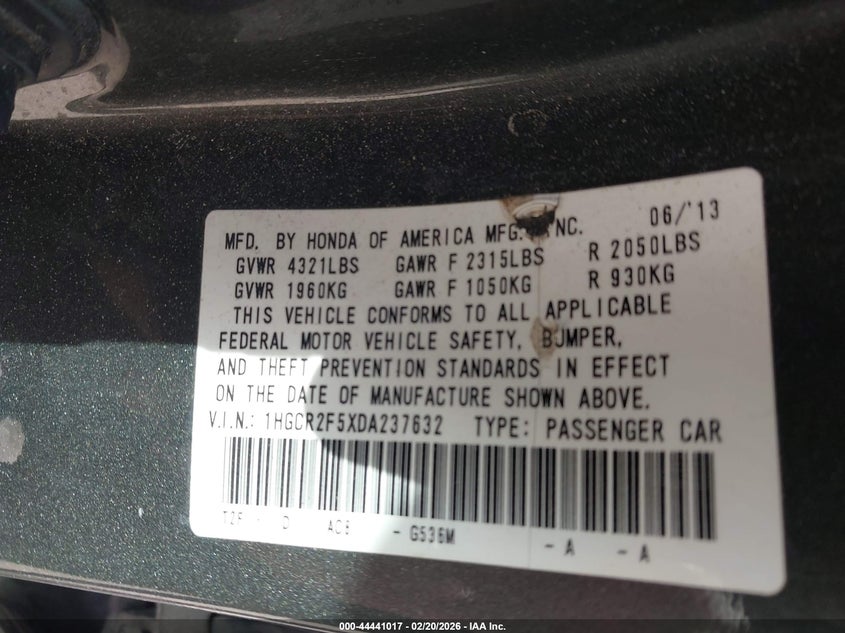 06/'13
MFD. BY HONDA OF AMERICA MFG. INC.
GVWR 4321LBS GAWR F 2315LBS R 2050LBS
GVWR 1960KG GAWR F 1050KG R 930KG
THIS VEHICLE CONFORMS TO ALL APPLICABLE
FEDERAL MOTOR VEHICLE SAFETY, BUMPER,
AND THEFT PREVENTION STANDARDS IN EFFECT
ON THE DATE OF MANUFACTURE SHOWN ABOVE.
V.I.N.: 1HGCR2F5XDA237632 TYPE: PASSENGER CAR
- G536M - A - A
000-44441017 — 02/20/2026 — IAA Inc.